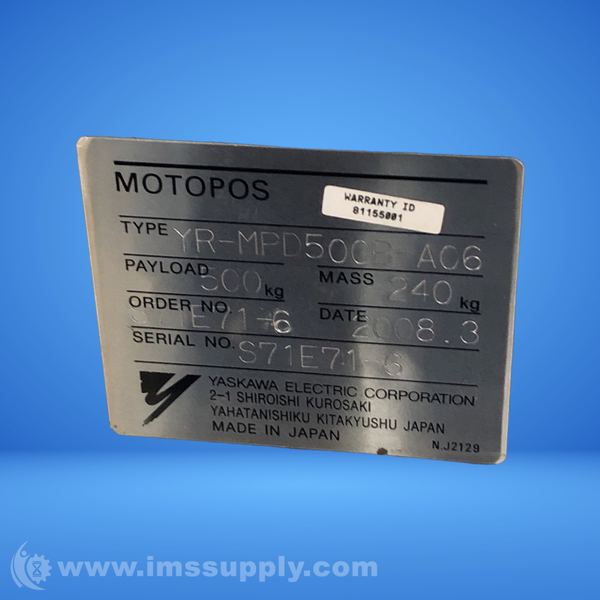 MOTOPOS
WARRANTY ID
81155001
TYPE YR-MPD500B-A06
PAYLOAD 500 kg MASS 240 kg
ORDER NO. S71E71-6 DATE 2008.3
SERIAL NO. S71E71-6
YASKAWA ELECTRIC CORPORATION
2-1 SHIROISHI KUROSAKI
YAHATANISHIKU KITAKYUSHU JAPAN
MADE IN JAPAN
N.J2129
www.imssupply.com